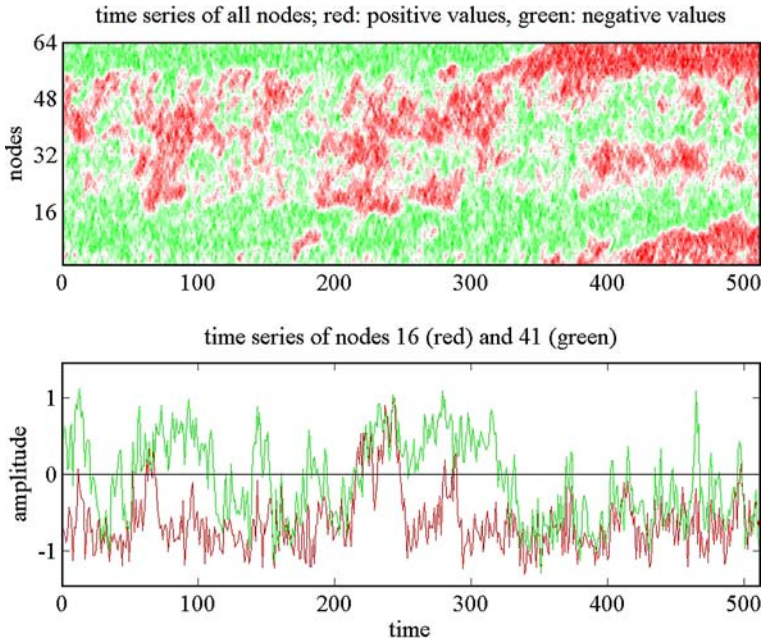 time series of all nodes; red: positive values, green: negative values
64
48
32
16
nodes
0 100 200 300 400 500
time series of nodes 16 (red) and 41 (green)
1
0
-1
amplitude
0 100 200 300 400 500
time